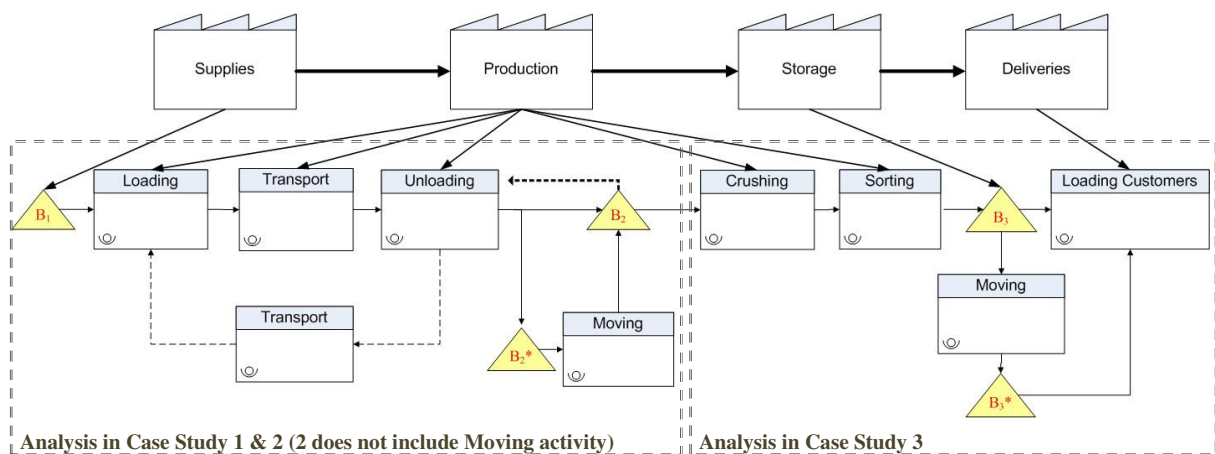 Supplies
Production
Storage
Deliveries
Loading
Transport
Unloading
Crushing
Sorting
Loading Customers
B₁
B₂
B₃
Transport
B₂*
Moving
Moving
B₃*
Analysis in Case Study 1 & 2 (2 does not include Moving activity)
Analysis in Case Study 3